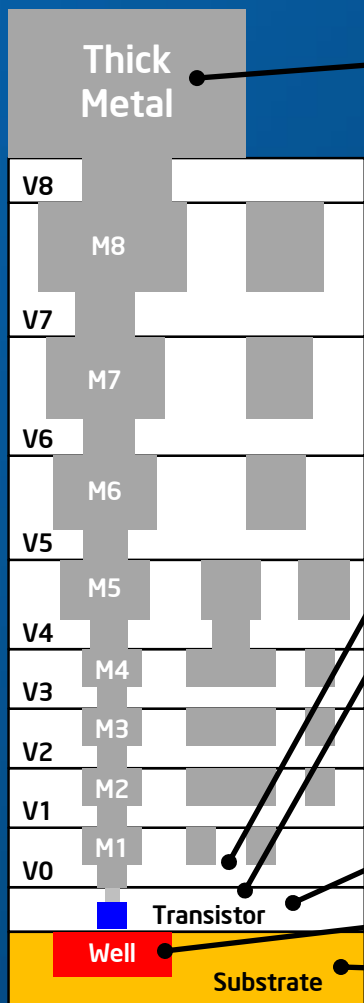 Thick
Metal
V8
M8
V7
M7
V6
M6
V5
M5
V4
M4
V3
M3
V2
M2
V1
M1
V0
Transistor
Well
Substrate